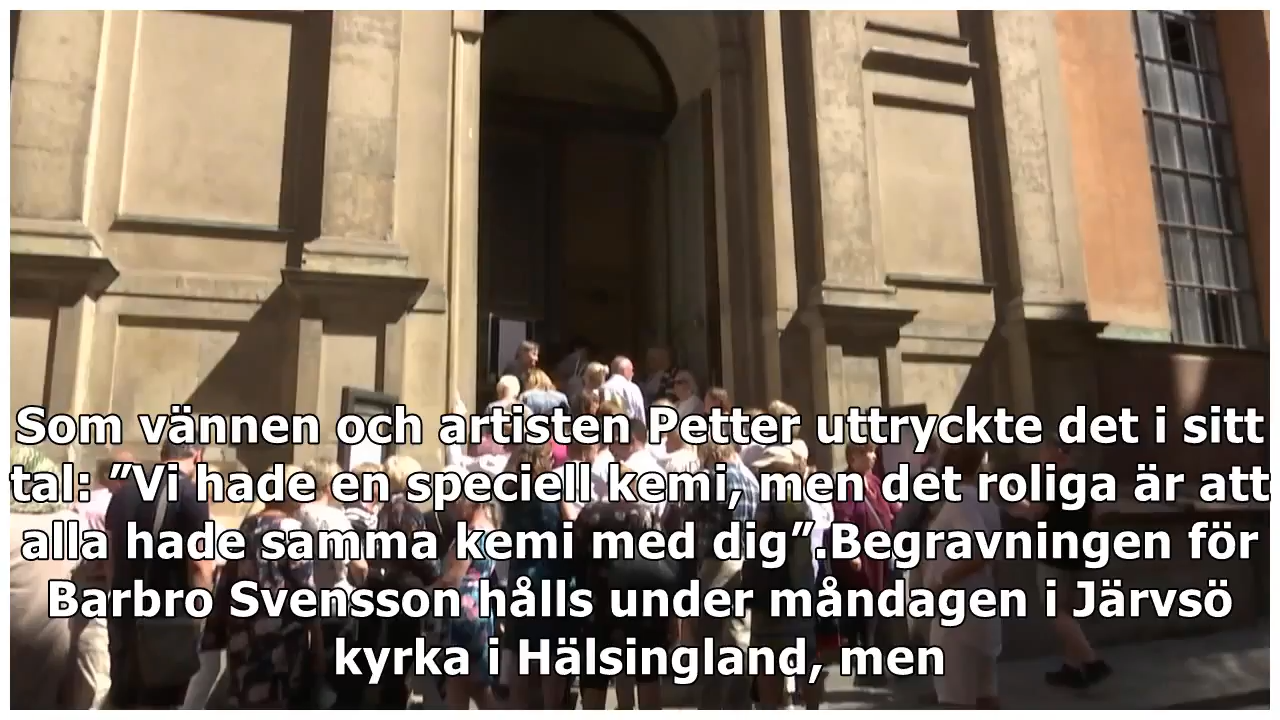 Som vännen och artisten Petter uttryckte det i sitt
tal: ”Vi hade en speciell kemi, men det roliga är att
alla hade samma kemi med dig”.Begravningen för
Barbro Svensson hålls under måndagen i Järvsö
kyrka i Hälsingland, men